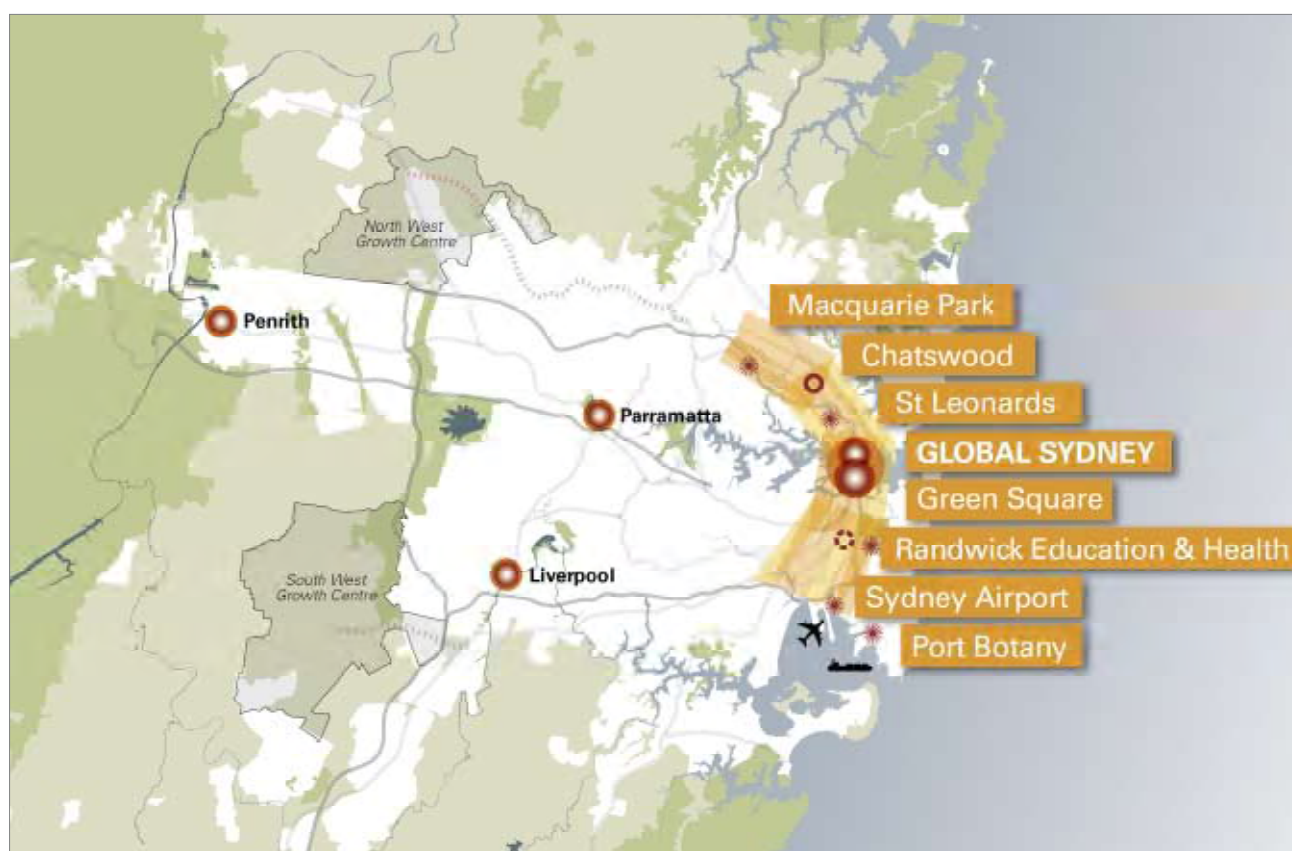 North West
Growth Centre
Macquarie Park
Penrith
Chatswood
St Leonards
Parramatta
GLOBAL SYDNEY
Green Square
Randwick Education & Health
South West
Growth Centre
Liverpool
Sydney Airport
Port Botany